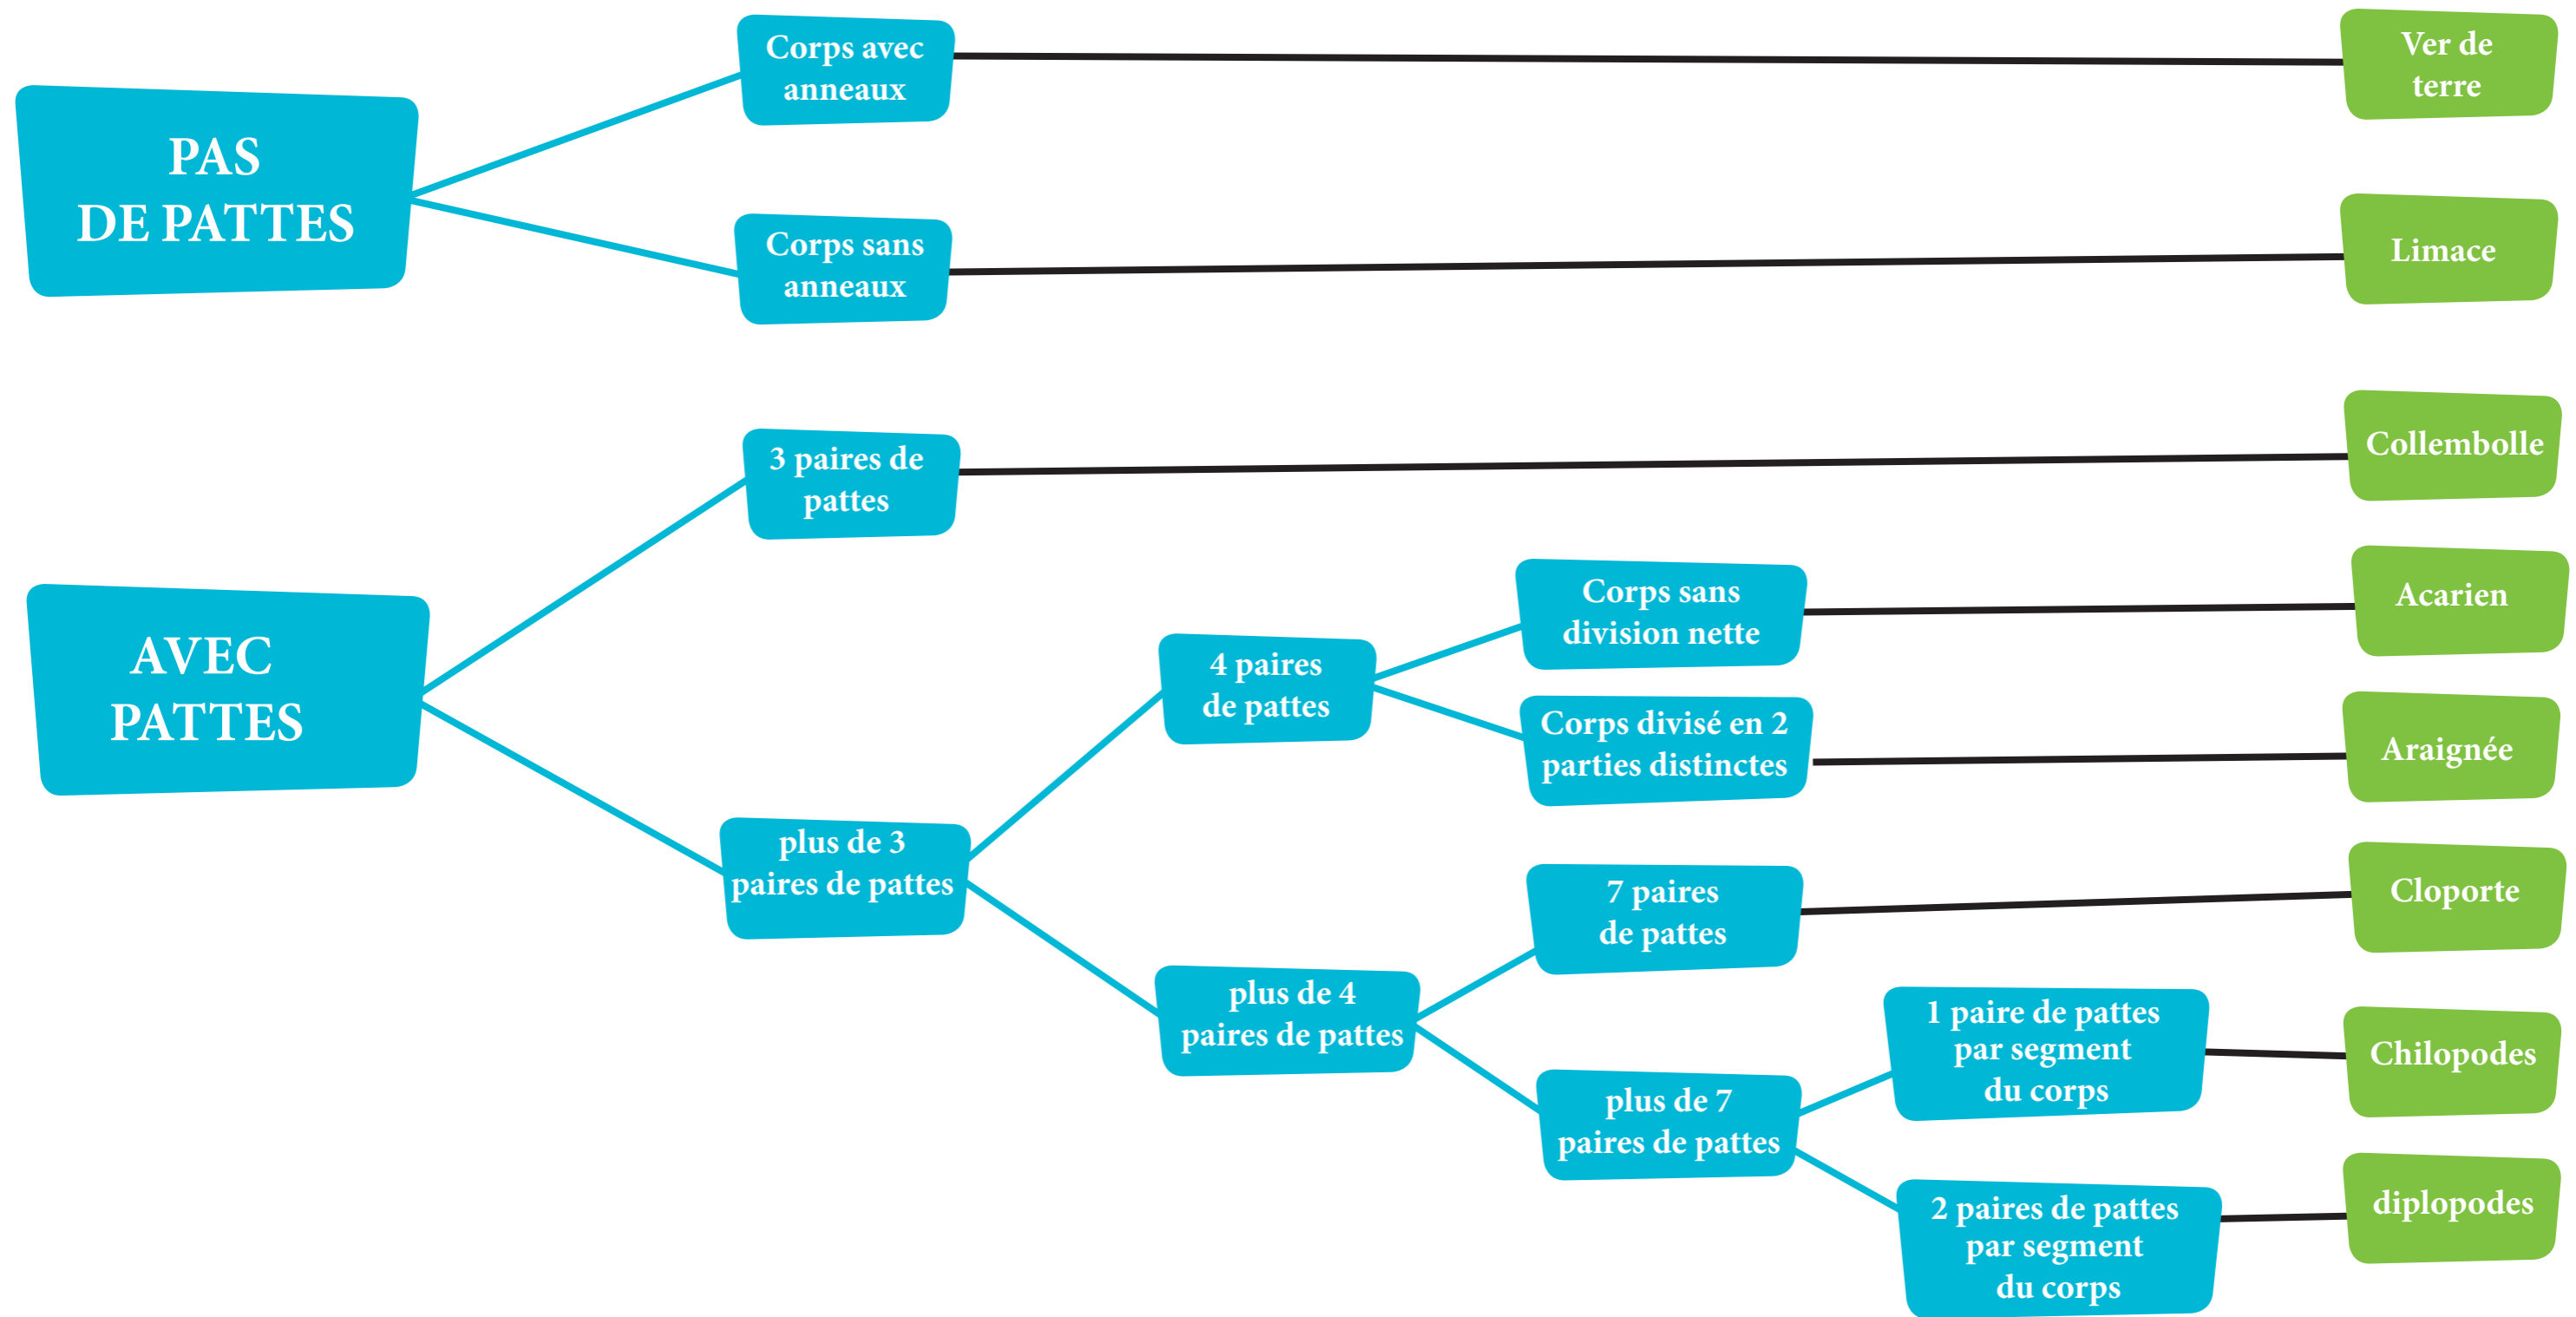 PAS
DE PATTES
Corps avec
anneaux
Ver de
terre
Corps sans
anneaux
Limace
AVEC
PATTES
3 paires de
pattes
Collembolle
plus de 3
paires de pattes
4 paires
de pattes
Corps sans
division nette
Acarien
Corps divisé en 2
parties distinctes
Araignée
plus de 4
paires de pattes
7 paires
de pattes
Cloporte
plus de 7
paires de pattes
1 paire de pattes
par segment
du corps
Chilopodes
2 paires de pattes
par segment
du corps
diplopodes